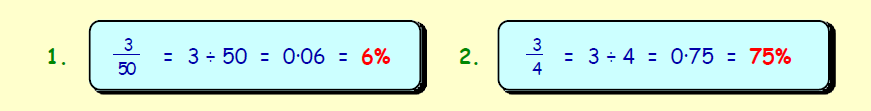 1. 3/50 = 3 ÷ 50 = 0·06 = 6%
2. 3/4 = 3 ÷ 4 = 0·75 = 75%